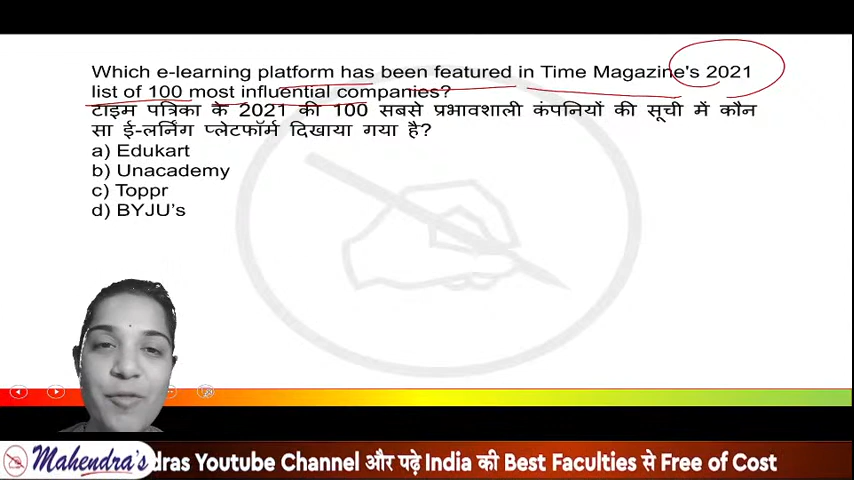 Which e-learning platform has been featured in Time Magazine's 2021
list of 100 most influential companies?
टाइम पत्रिका के 2021 की 100 सबसे प्रभावशाली कंपनियों की सूची में कौन
सा ई-लर्निंग प्लेटफॉर्म दिखाया गया है?
a) Edukart
b) Unacademy
c) Toppr
d) BYJU's
Mahendra's dras Youtube Channel और पढ़े India की Best Faculties से Free of Cost